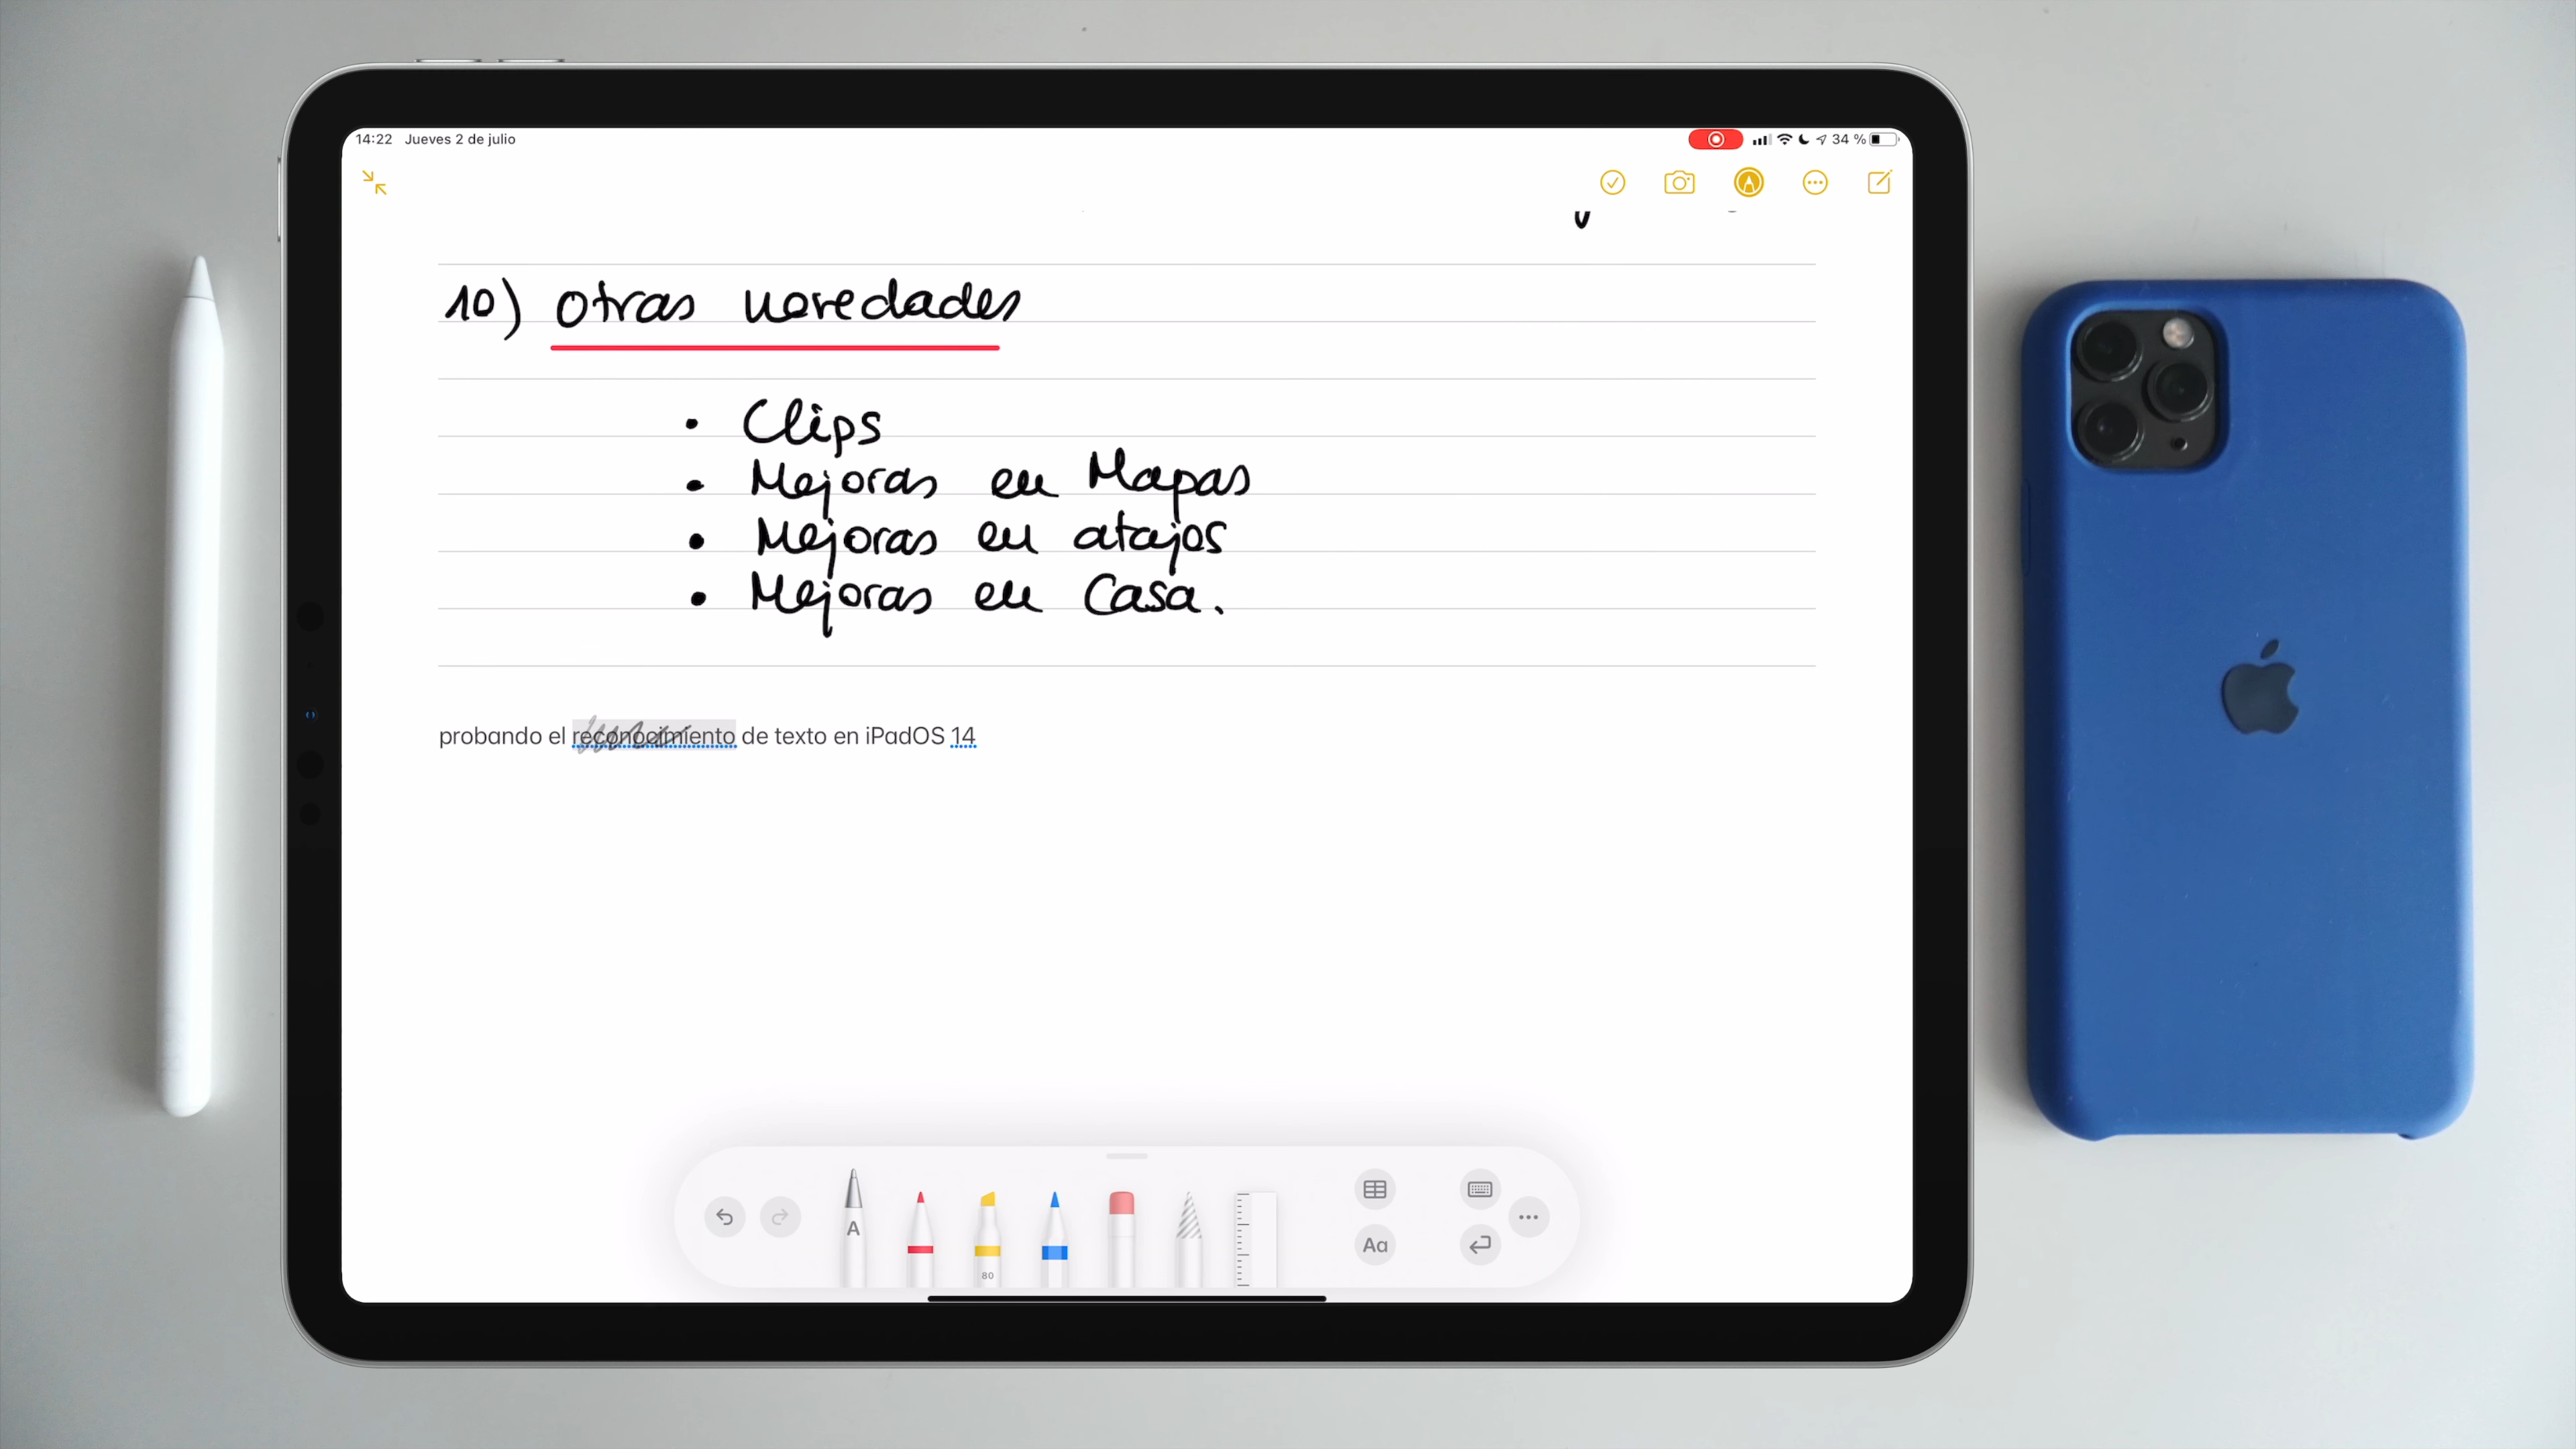 14:22 Jueves 2 de julio
34 %
10) otras novedades
• Clips
• Mejoras en Mapas
• Mejoras en atajos
• Mejoras en Casa.
probando el reconocimiento de texto en iPadOS 14
A
80
Aa